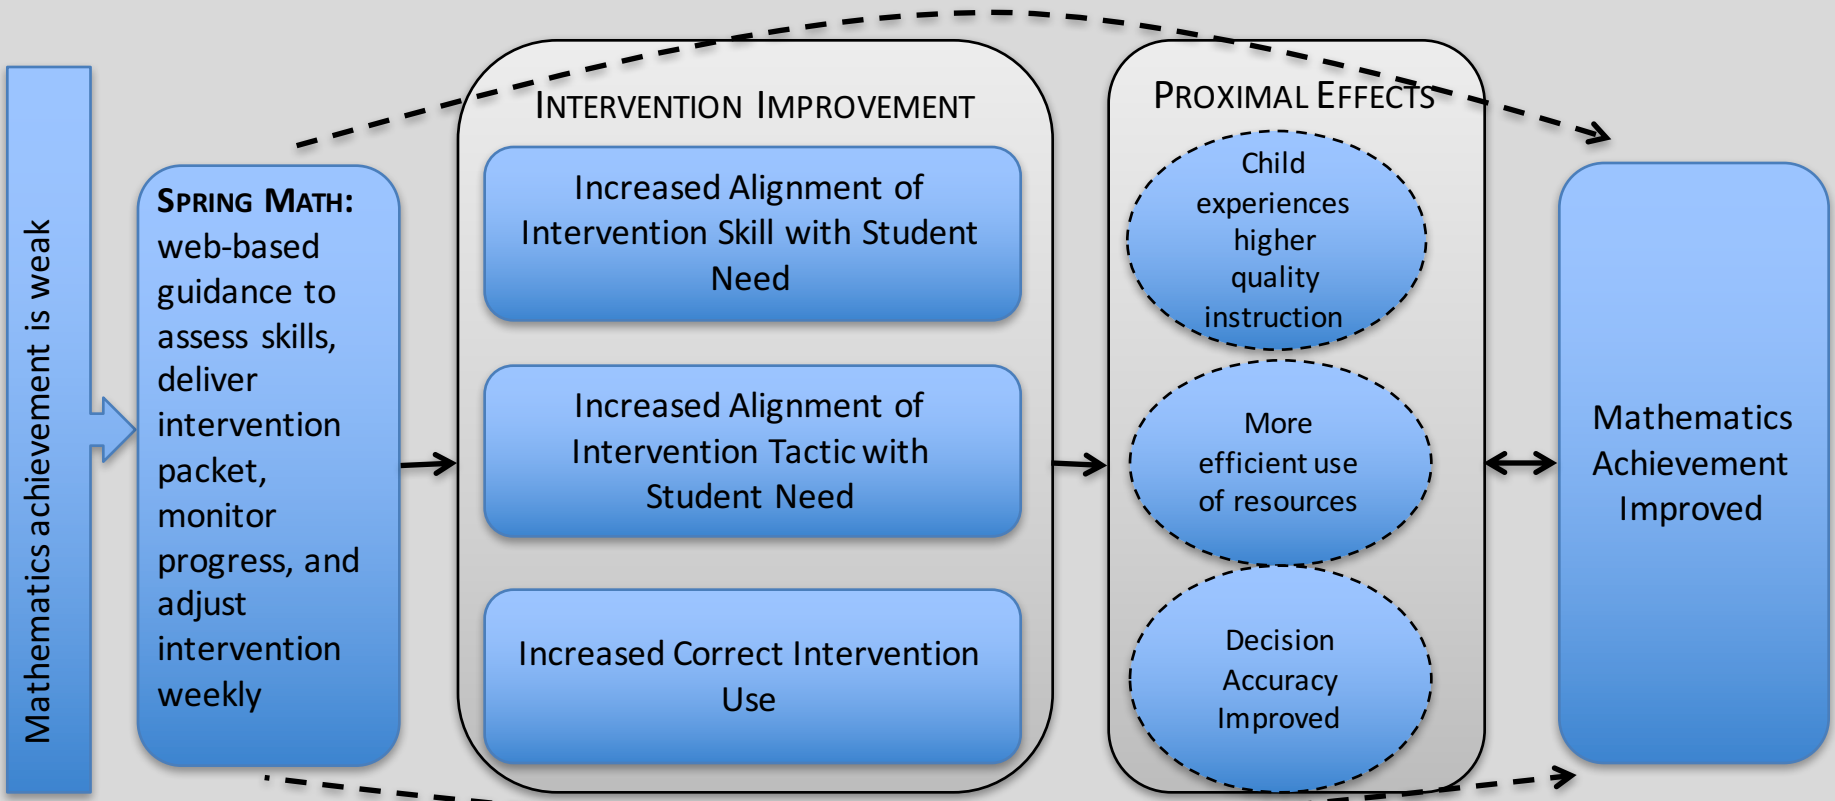 Mathematics achievement is weak
SPRING MATH:
web-based
guidance to
assess skills,
deliver
intervention
packet,
monitor
progress, and
adjust
intervention
weekly
INTERVENTION IMPROVEMENT
Increased Alignment of
Intervention Skill with Student
Need
Increased Alignment of
Intervention Tactic with
Student Need
Increased Correct Intervention
Use
PROXIMAL EFFECTS
Child
experiences
higher
quality
instruction
More
efficient use
of resources
Decision
Accuracy
Improved
Mathematics
Achievement
Improved